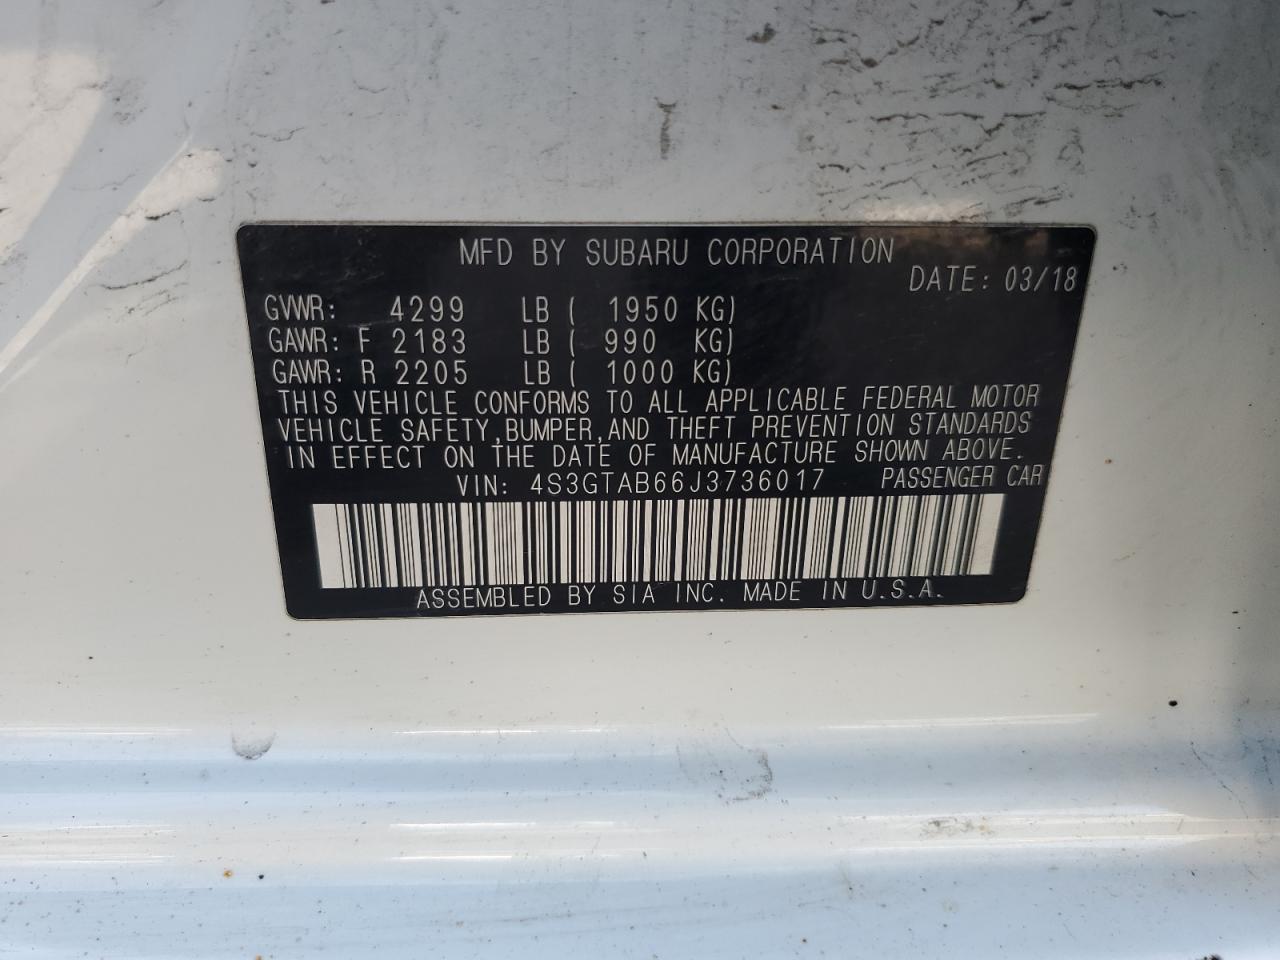 MFD BY SUBARU CORPORATION
DATE: 03/18
GVWR: 4299 LB ( 1950 KG)
GAWR: F 2183 LB ( 990 KG)
GAWR: R 2205 LB ( 1000 KG)
THIS VEHICLE CONFORMS TO ALL APPLICABLE FEDERAL MOTOR
VEHICLE SAFETY,BUMPER,AND THEFT PREVENTION STANDARDS
IN EFFECT ON THE DATE OF MANUFACTURE SHOWN ABOVE.
VIN: 4S3GTAB66J3736017 PASSENGER CAR
ASSEMBLED BY SIA INC. MADE IN U.S.A.